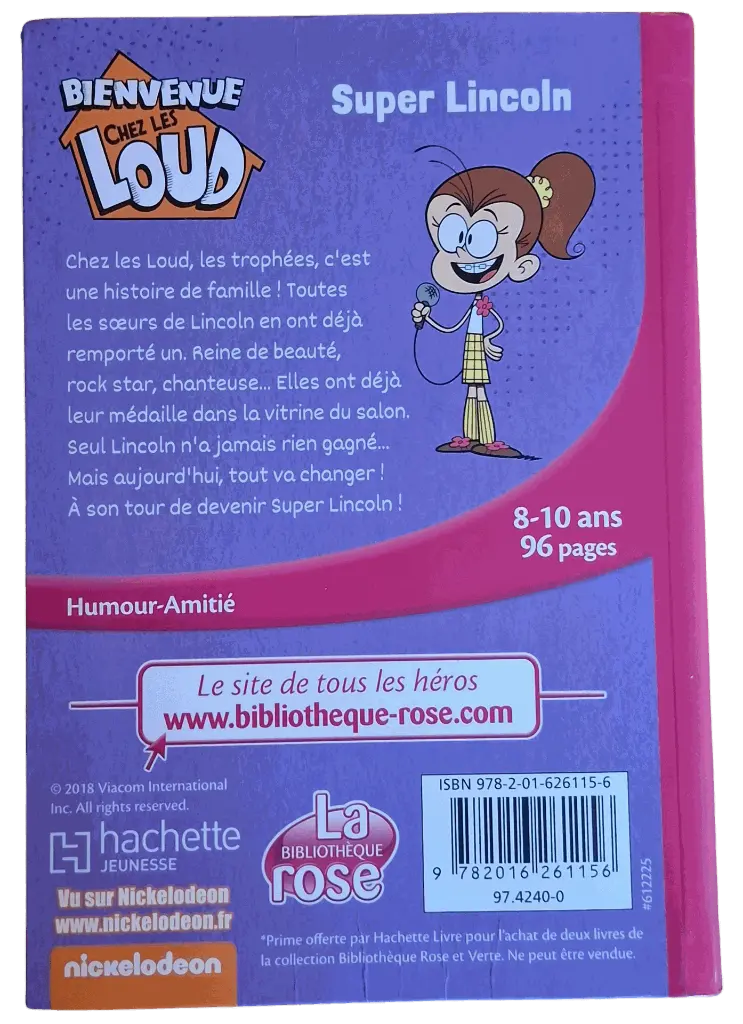 BIENVENUE
CHEZ LES
LOUD
Super Lincoln
Chez les Loud, les trophées, c'est
une histoire de famille ! Toutes
les sœurs de Lincoln en ont déjà
remporté un. Reine de beauté,
rock star, chanteuse... Elles ont déjà
leur médaille dans la vitrine du salon.
Seul Lincoln n'a jamais rien gagné...
Mais aujourd'hui, tout va changer !
À son tour de devenir Super Lincoln !
8-10 ans
96 pages
Humour-Amitié
Le site de tous les héros
www.bibliotheque-rose.com
© 2018 Viacom International
Inc. All rights reserved.
hachette
JEUNESSE
Vu sur Nickelodeon
www.nickelodeon.fr
nickelodeon
La
BIBLIOTHÈQUE
rose
ISBN 978-2-01-626115-6
9 782016 261156
97.4240-0
#612225
*Prime offerte par Hachette Livre pour l'achat de deux livres de
la collection Bibliothèque Rose et Verte. Ne peut être vendue.